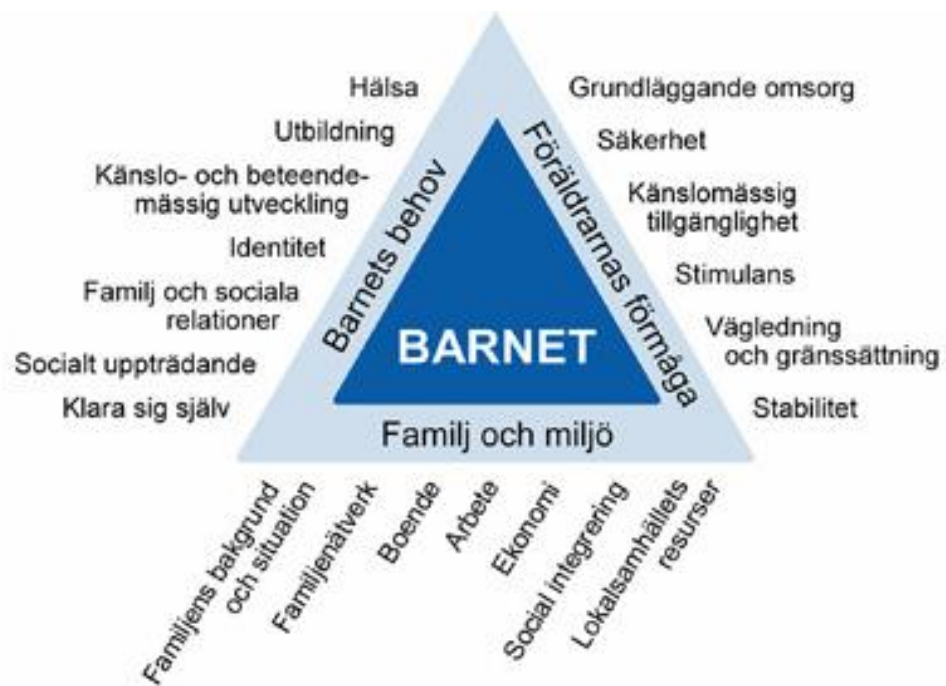 Hälsa
Utbildning
Känslo- och beteende-
mässig utveckling
Identitet
Familj och sociala
relationer
Socialt uppträdande
Klara sig själv
Barnets behov
BARNET
Föräldrarnas förmåga
Grundläggande omsorg
Säkerhet
Känslomässig
tillgänglighet
Stimulans
Vägledning
och gränssättning
Stabilitet
Familj och miljö
Familjens bakgrund
och situation
Familjenätverk
Boende
Arbete
Ekonomi
Social integrering
Lokalsamhällets
resurser